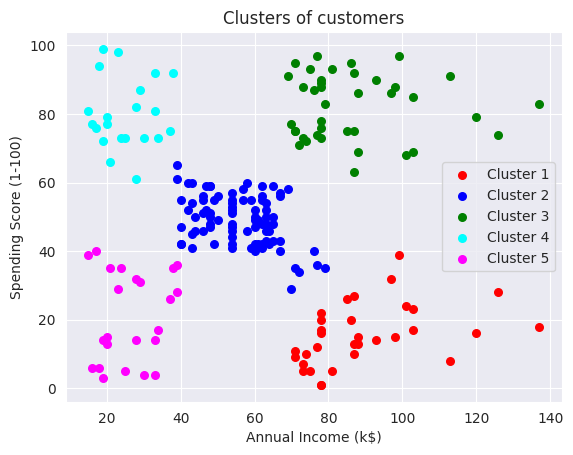 Clusters of customers
Spending Score (1-100)
100
80
60
40
20
0
Cluster 1
Cluster 2
Cluster 3
Cluster 4
Cluster 5
20 40 60 80 100 120 140
Annual Income (k$)